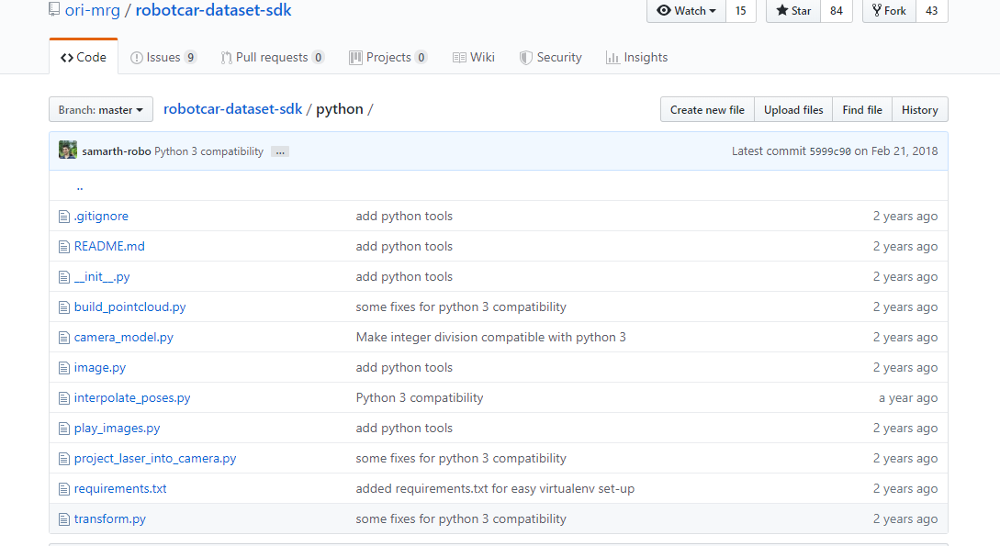 ori-mrg / robotcar-dataset-sdk
Watch 15 Star 84 Fork 43
Code Issues 9 Pull requests 0 Projects 0 Wiki Security Insights
Branch: master robotcar-dataset-sdk / python / Create new file Upload files Find file History
samarth-robo Python 3 compatibility ... Latest commit 5999c90 on Feb 21, 2018
..
.gitignore add python tools 2 years ago
README.md add python tools 2 years ago
__init__.py add python tools 2 years ago
build_pointcloud.py some fixes for python 3 compatibility 2 years ago
camera_model.py Make integer division compatible with python 3 2 years ago
image.py add python tools 2 years ago
interpolate_poses.py Python 3 compatibility a year ago
play_images.py add python tools 2 years ago
project_laser_into_camera.py some fixes for python 3 compatibility 2 years ago
requirements.txt added requirements.txt for easy virtualenv set-up 2 years ago
transform.py some fixes for python 3 compatibility 2 years ago